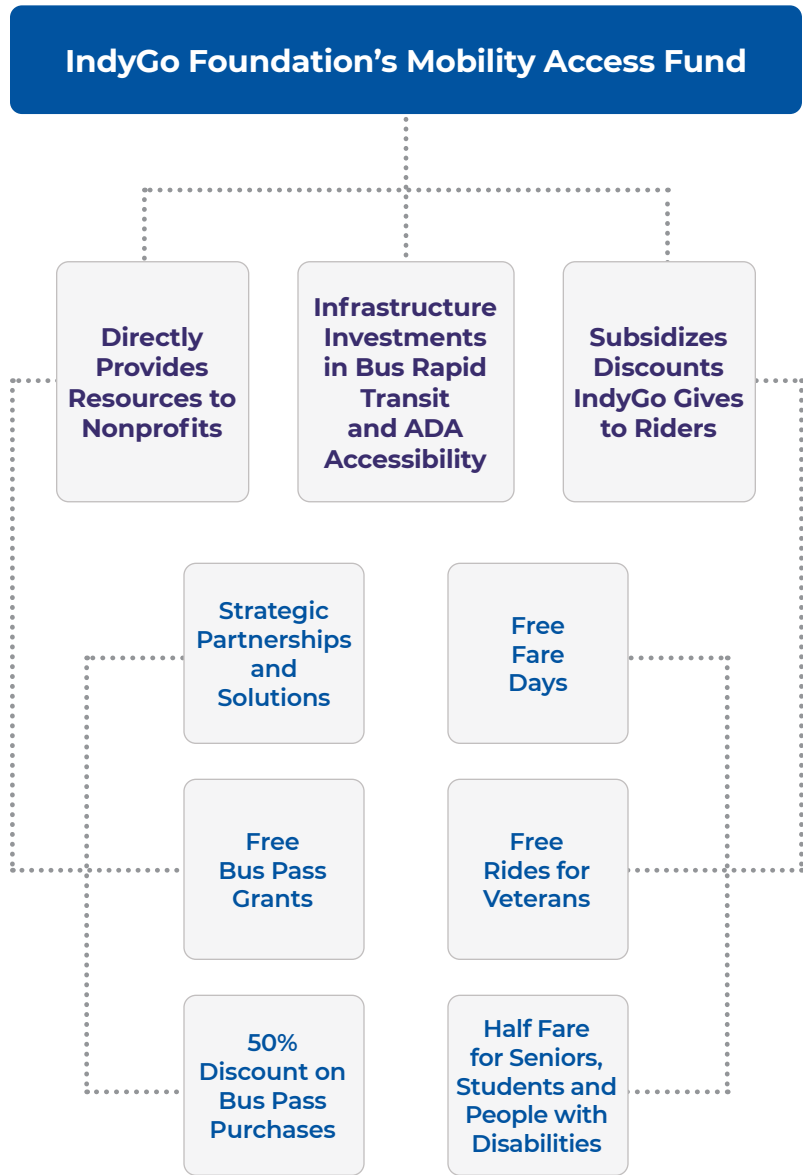 IndyGo Foundation’s Mobility Access Fund
Directly
Provides
Resources to
Nonprofits
Infrastructure
Investments
in Bus Rapid
Transit
and ADA
Accessibility
Subsidizes
Discounts
IndyGo Gives
to Riders
Strategic
Partnerships
and
Solutions
Free
Fare
Days
Free
Bus Pass
Grants
Free
Rides for
Veterans
50%
Discount on
Bus Pass
Purchases
Half Fare
for Seniors,
Students and
People with
Disabilities